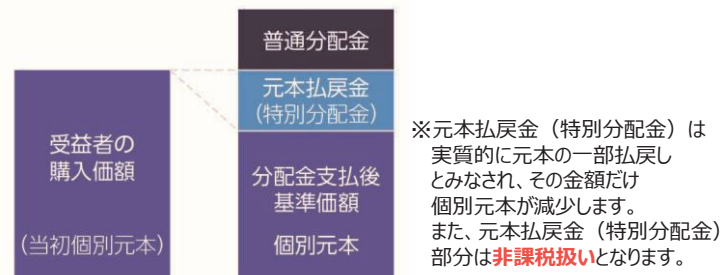 普通分配金
元本払戻金
(特別分配金)
受益者の
購入価額
(当初個別元本)
分配金支払後
基準価額
個別元本
※元本払戻金（特別分配金）は
実質的に元本の一部払戻し
とみなされ、その金額だけ
個別元本が減少します。
また、元本払戻金（特別分配金）
部分は非課税扱いとなります。